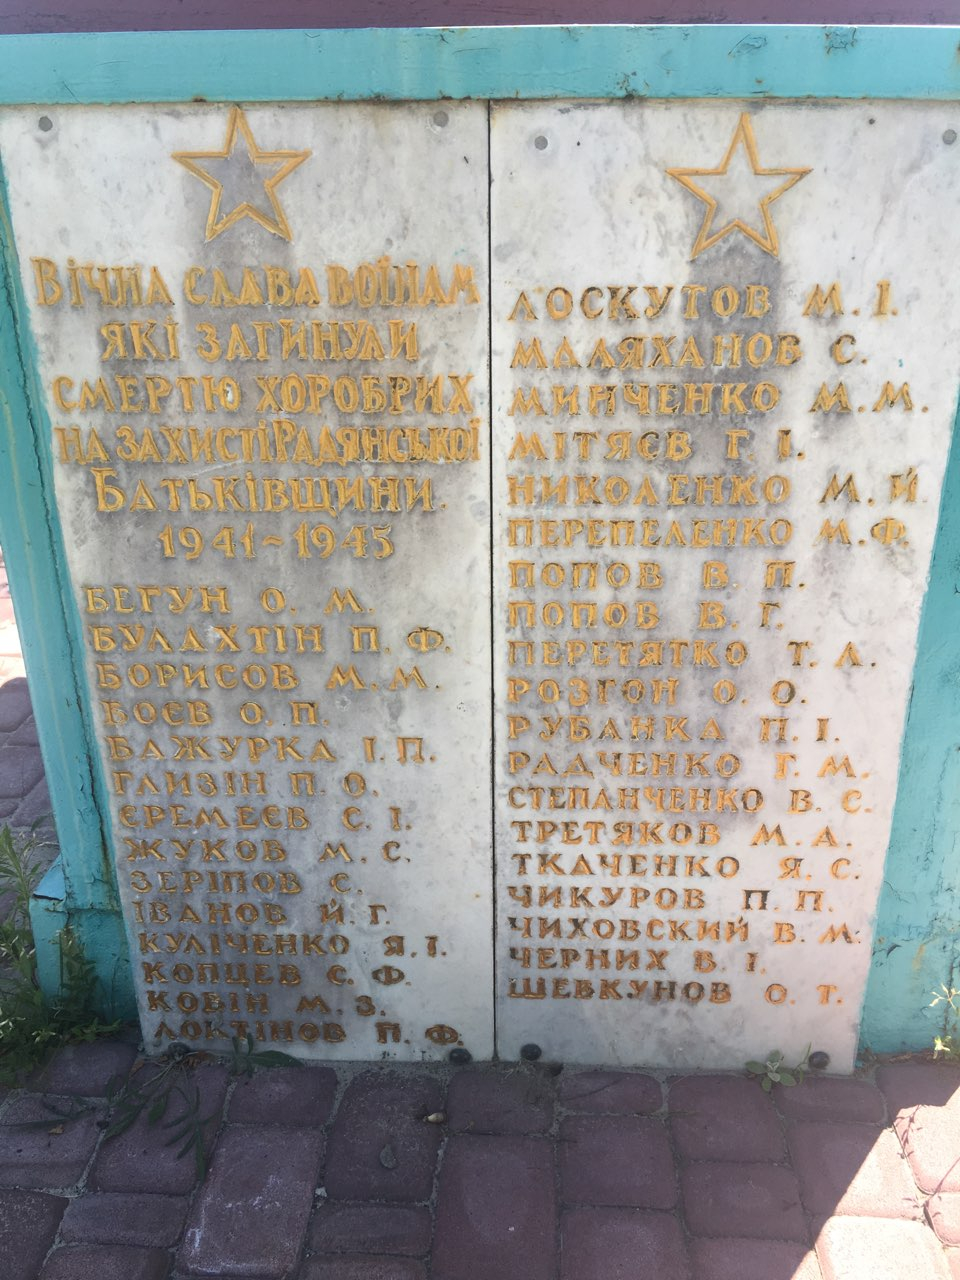 Вічна слава воїнам
які загинули
смертю хоробрих
на захисті Радянської
Батьківщини.
1941-1945
БЕГУН О. М.
БУЛАХТІН П. Ф.
БОРИСОВ М. М.
БОЄВ О. П.
БАЖУРКА І. П.
ГЛИЗІН П. О.
ЄРЕМЕЄВ С. І.
ЖУКОВ М. С.
ЗЕРІПОВ С.
ІВАНОВ Й. Г.
КУЛІЧЕНКО Я. І.
КОПЦЕВ С. Ф.
КОВІН М. З.
ЛОКТІНОВ П. Ф.
ЛОСКУТОВ М. І.
МАЛЯХАНОВ С.
МИНЧЕНКО М. М.
МІТЯЄВ Г. І.
НИКОЛЕНКО М. Й
ПЕРЕПЕЛЕНКО М. Ф.
ПОПОВ В. П.
ПОПОВ В. Г.
ПЕРЕТЯТКО Т. Л.
РОЗГОН О. О.
РУБАНКА П. І.
РАДЧЕНКО Г. М.
СТЕПАНЧЕНКО В. С.
ТРЕТЯКОВ М. А.
ТКАЧЕНКО Я. С.
ЧИКУРОВ П. П.
ЧИХОВСКИЙ В. М.
ЧЕРНИХ В. І.
ШЕВКУНОВ О. Т.